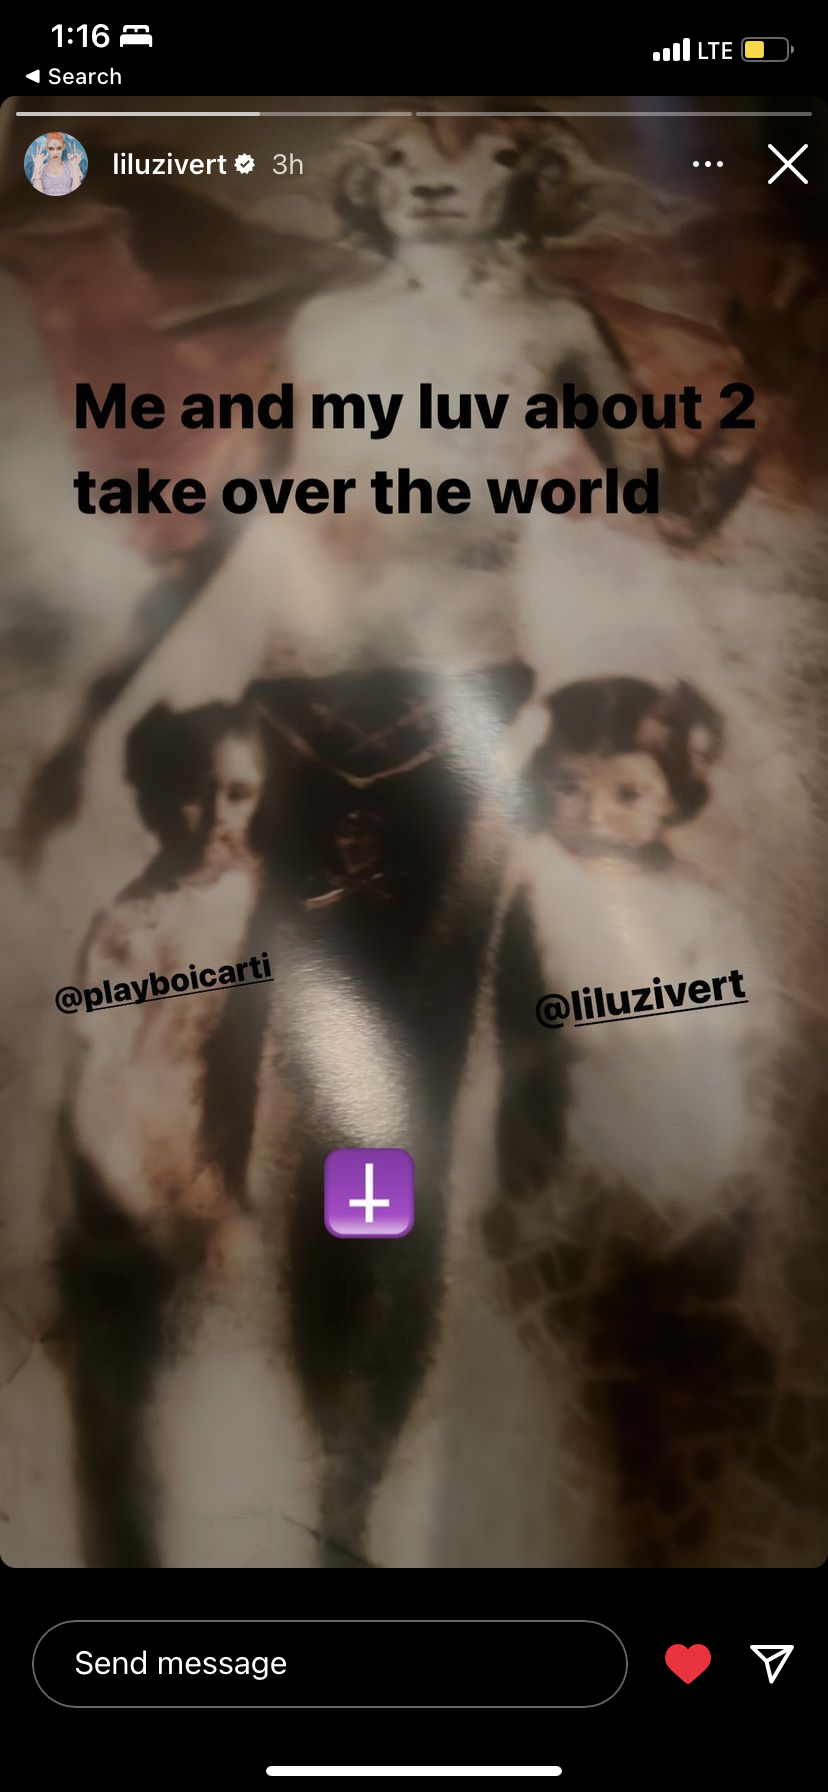 1:16
LTE
Search
liluzivert 3h
Me and my luv about 2
take over the world
@playboicarti
@liluzivert
Send message